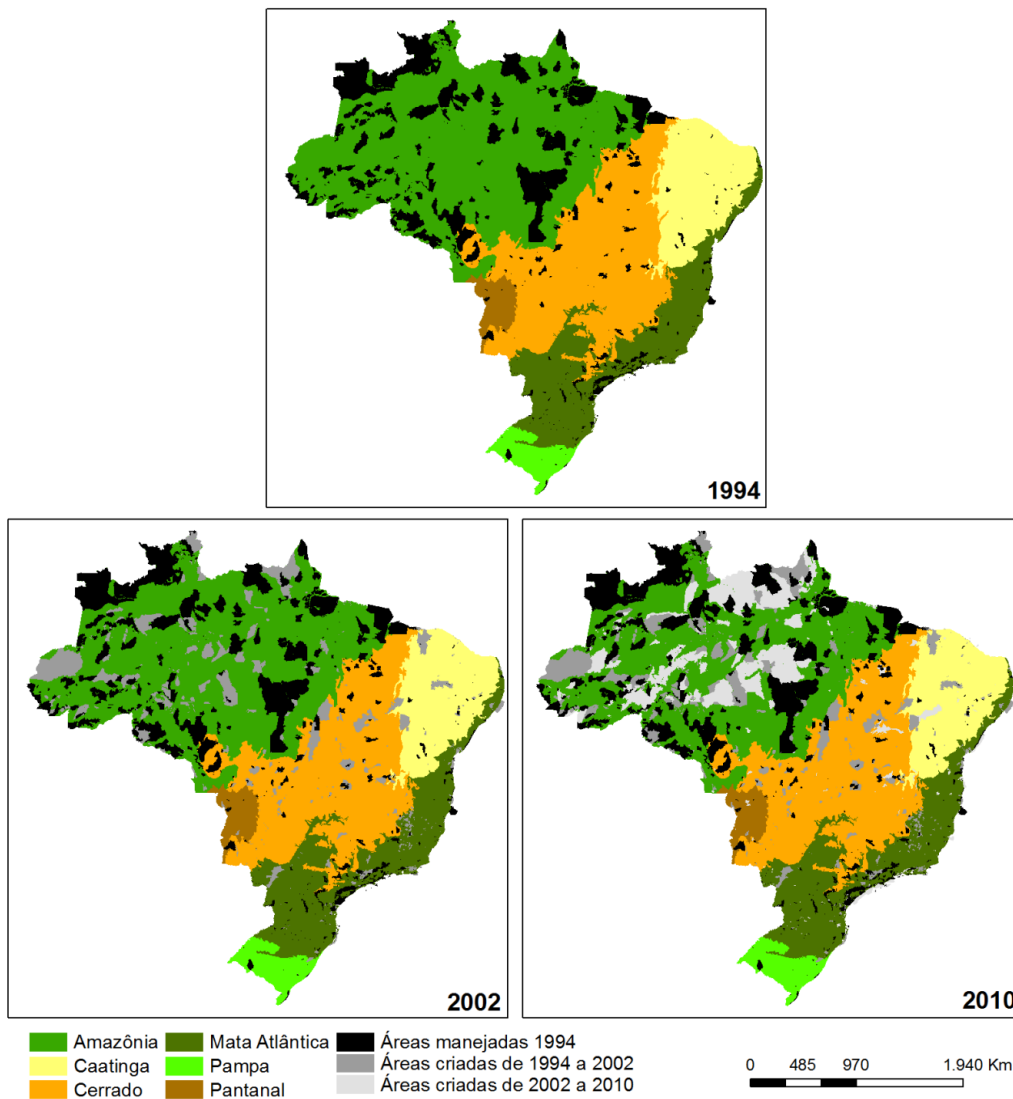 1994
2002
2010
Amazônia Mata Atlântica Áreas manejadas 1994
Caatinga Pampa Áreas criadas de 1994 a 2002
Cerrado Pantanal Áreas criadas de 2002 a 2010
0 485 970 1.940 Km